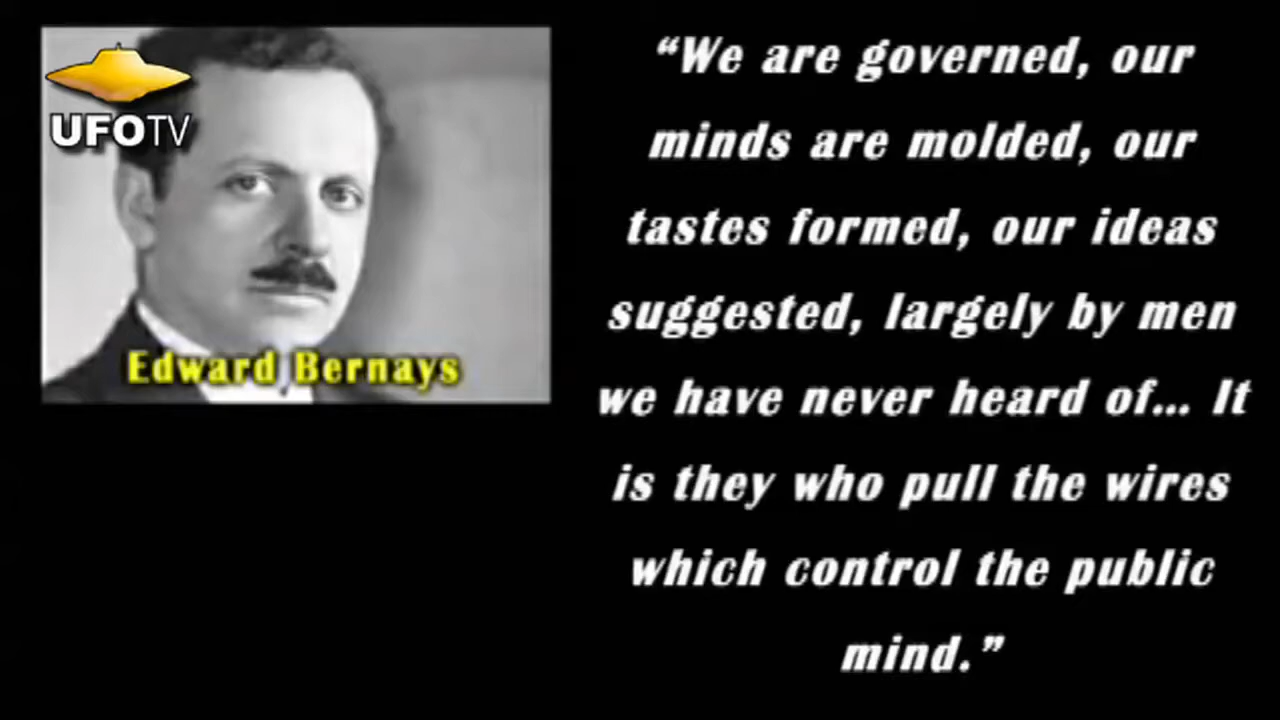 UFOTV
Edward Bernays
“We are governed, our
minds are molded, our
tastes formed, our ideas
suggested, largely by men
we have never heard of... It
is they who pull the wires
which control the public
mind.”